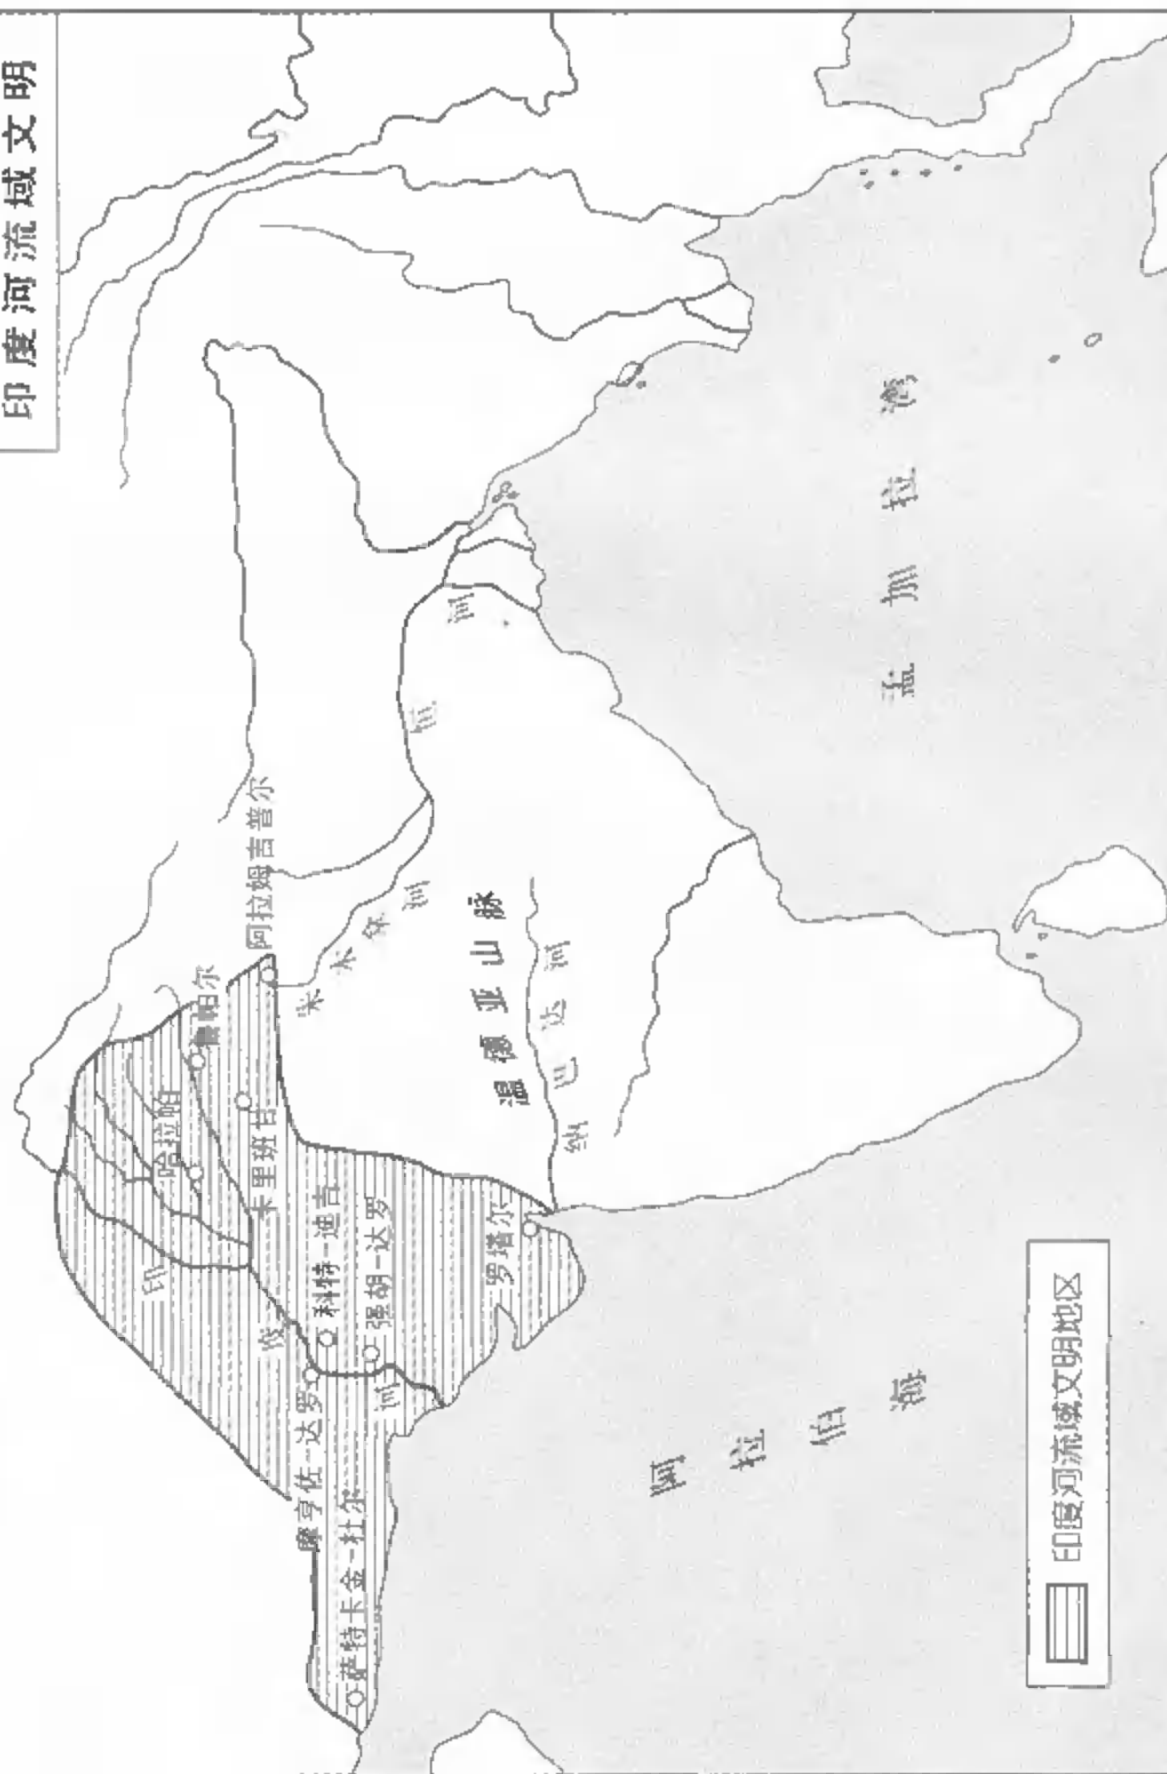 印度河流域文明
哈拉帕
鲁帕尔
阿拉姆吉普尔
卡里班甘
科特-迪吉
强胡-达罗
摩亨佐-达罗
萨特卡金-杜尔
罗塔尔
印度河
朱木奈河
恒河
温德亚山脉
纳巴达河
阿拉伯海
孟加拉湾
印度河流域文明地区